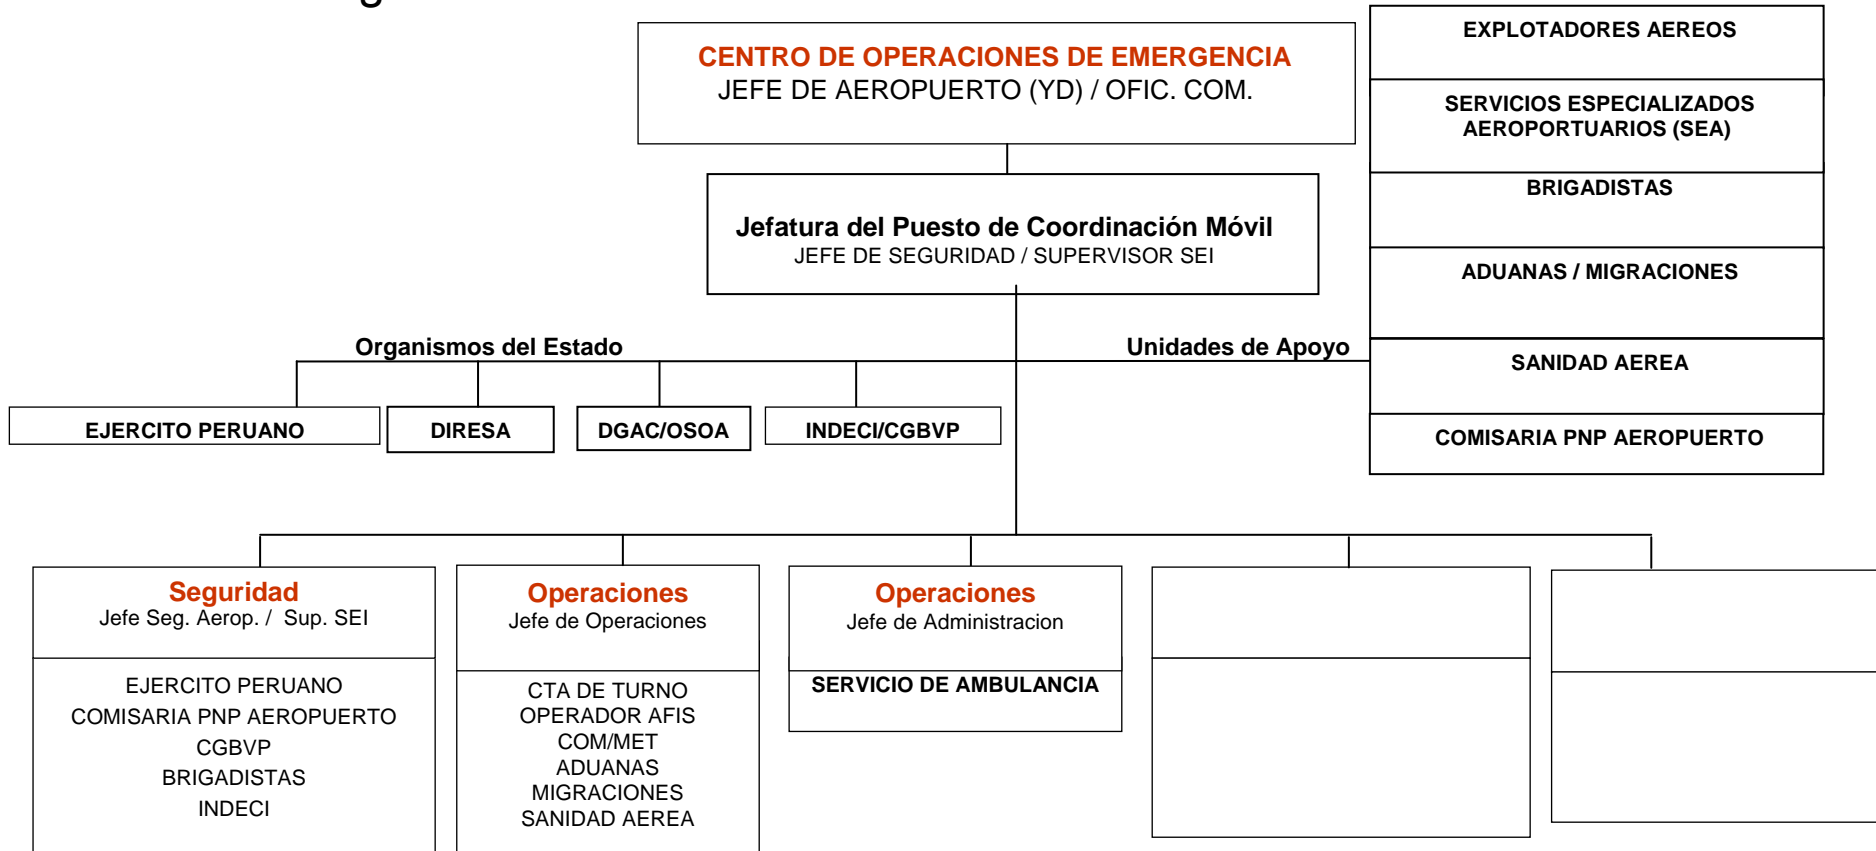 CENTRO DE OPERACIONES DE EMERGENCIA
JEFE DE AEROPUERTO (YD) / OFIC. COM.
Jefatura del Puesto de Coordinación Móvil
JEFE DE SEGURIDAD / SUPERVISOR SEI
EXPLOTADORES AEREOS
SERVICIOS ESPECIALIZADOS
AEROPORTUARIOS (SEA)
BRIGADISTAS
ADUANAS / MIGRACIONES
SANIDAD AEREA
COMISARIA PNP AEROPUERTO
Organismos del Estado
Unidades de Apoyo
EJERCITO PERUANO
DIRESA
DGAC/OSOA
INDECI/CGBVP
Seguridad
Jefe Seg. Aerop. / Sup. SEI
EJERCITO PERUANO
COMISARIA PNP AEROPUERTO
CGBVP
BRIGADISTAS
INDECI
Operaciones
Jefe de Operaciones
CTA DE TURNO
OPERADOR AFIS
COM/MET
ADUANAS
MIGRACIONES
SANIDAD AEREA
Operaciones
Jefe de Administracion
SERVICIO DE AMBULANCIA